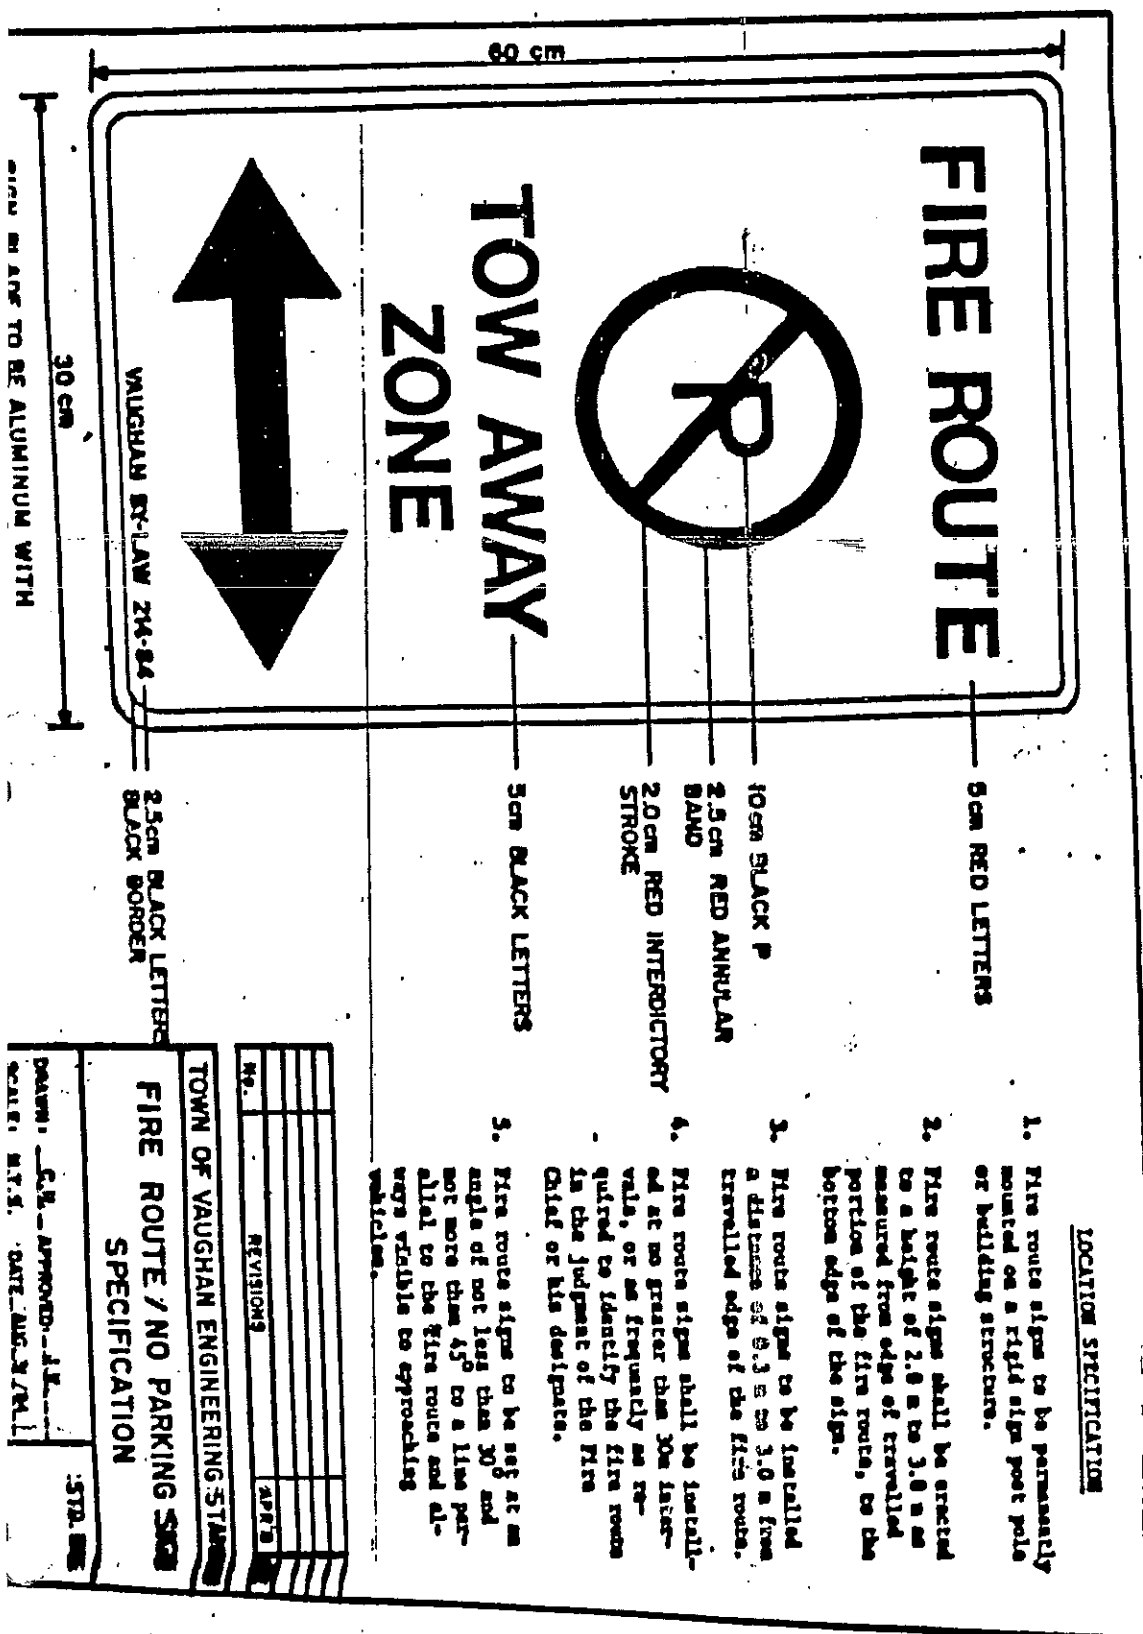 60 cm
FIRE ROUTE
P
TOW AWAY
ZONE
VAUGHAN BY-LAW 214-84
30 cm
BLADE TO BE ALUMINUM WITH
5cm RED LETTERS
10cm BLACK P
2.5cm RED ANNULAR
BAND
2.0cm RED INTERDICTORY
STROKE
5cm BLACK LETTERS
2.5cm BLACK LETTERS
BLACK BORDER
LOCATION SPECIFICATION
1. Fire route signs to be permanently
mounted on a rigid sign post pole
or building structure.
2. Fire route signs shall be erected
to a height of 2.0 m to 3.0 m as
measured from edge of travelled
portion of the fire route, to the
bottom edge of the sign.
3. Fire route signs to be installed
a distance of 0.3 m to 3.0 m from
travelled edge of the fire route.
4. Fire route signs shall be install-
ed at no greater than 30m inter-
vals, or as frequently as re-
quired to identify the fire route
in the judgment of the Fire
Chief or his designate.
5. Fire route signs to be set at an
angle of not less than 30° and
not more than 45° to a line par-
allel to the fire route and al-
ways visible to approaching
vehicles.
No. REVISIONS APR'D
TOWN OF VAUGHAN ENGINEERING
FIRE ROUTE / NO PARKING SIGN
SPECIFICATION
DRAWN: APPROVED:
SCALE: N.T.S. DATE: AUG.
STD.